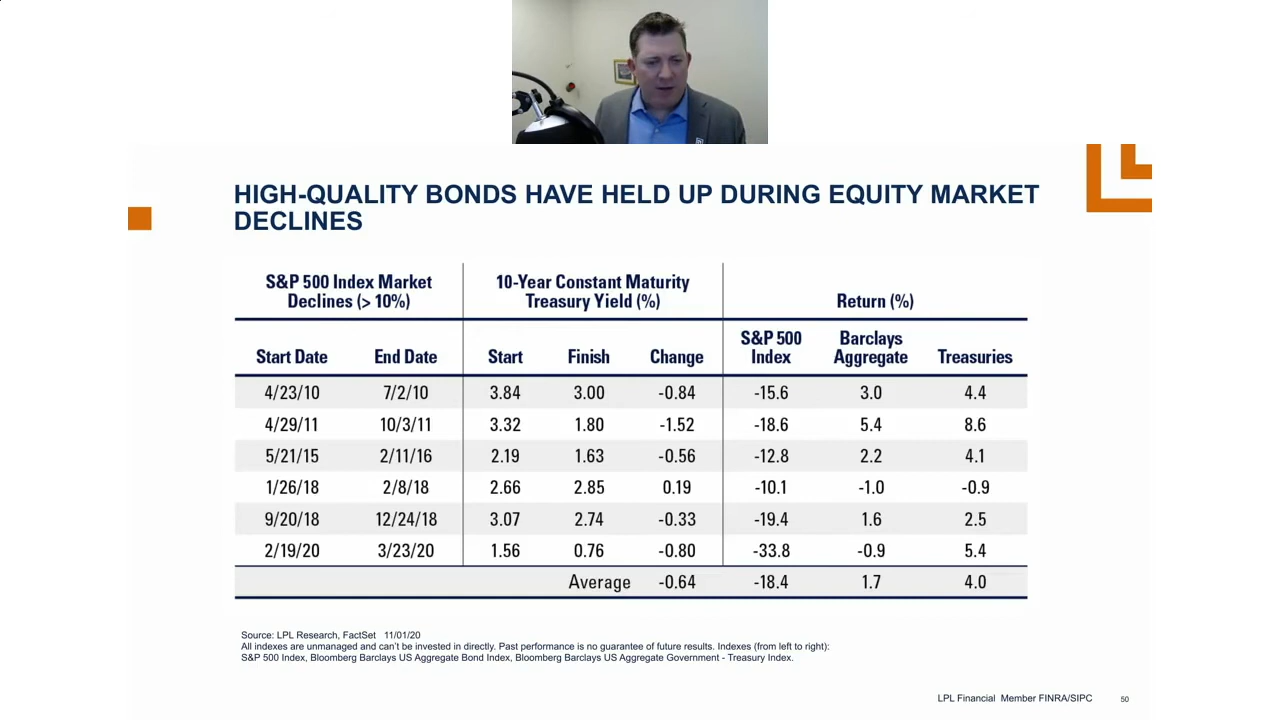 HIGH-QUALITY BONDS HAVE HELD UP DURING EQUITY MARKET
DECLINES
S&P 500 Index Market
Declines (> 10%)
10-Year Constant Maturity
Treasury Yield (%)
Return (%)
Start Date End Date Start Finish Change S&P 500 Index Barclays Aggregate Treasuries
4/23/10 7/2/10 3.84 3.00 -0.84 -15.6 3.0 4.4
4/29/11 10/3/11 3.32 1.80 -1.52 -18.6 5.4 8.6
5/21/15 2/11/16 2.19 1.63 -0.56 -12.8 2.2 4.1
1/26/18 2/8/18 2.66 2.85 0.19 -10.1 -1.0 -0.9
9/20/18 12/24/18 3.07 2.74 -0.33 -19.4 1.6 2.5
2/19/20 3/23/20 1.56 0.76 -0.80 -33.8 -0.9 5.4
Average -0.64 -18.4 1.7 4.0
Source: LPL Research, FactSet 11/01/20
All indexes are unmanaged and can't be invested in directly. Past performance is no guarantee of future results. Indexes (from left to right):
S&P 500 Index, Bloomberg Barclays US Aggregate Bond Index, Bloomberg Barclays US Aggregate Government - Treasury Index.
LPL Financial Member FINRA/SIPC 50